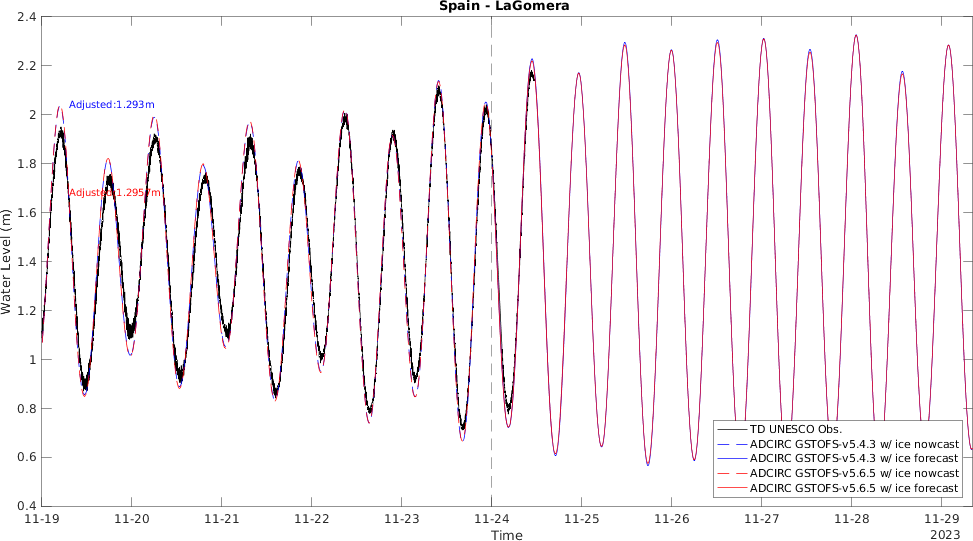 Spain - LaGomera
2.4
2.2
2
1.8
1.6
1.4
1.2
1
0.8
0.6
0.4
Water Level (m)
Adjusted:1.293m
Adjusted:1.2957m
TD UNESCO Obs.
ADCIRC GSTOFS-v5.4.3 w/ ice nowcast
ADCIRC GSTOFS-v5.4.3 w/ ice forecast
ADCIRC GSTOFS-v5.6.5 w/ ice nowcast
ADCIRC GSTOFS-v5.6.5 w/ ice forecast
11-19 11-20 11-21 11-22 11-23 11-24 11-25 11-26 11-27 11-28 11-29
2023
Time